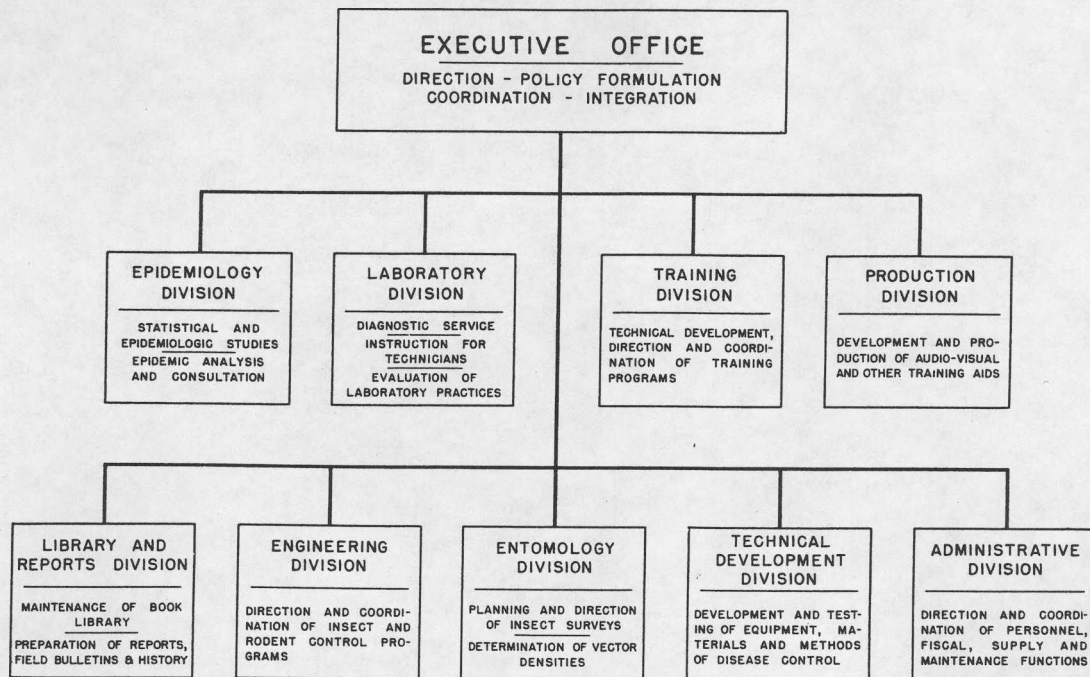 EXECUTIVE OFFICE
DIRECTION - POLICY FORMULATION
COORDINATION - INTEGRATION
EPIDEMIOLOGY
DIVISION
STATISTICAL AND
EPIDEMIOLOGIC STUDIES
EPIDEMIC ANALYSIS
AND CONSULTATION
LABORATORY
DIVISION
DIAGNOSTIC SERVICE
INSTRUCTION FOR
TECHNICIANS
EVALUATION OF
LABORATORY PRACTICES
TRAINING
DIVISION
TECHNICAL DEVELOPMENT,
DIRECTION AND COORDI-
NATION OF TRAINING
PROGRAMS
PRODUCTION
DIVISION
DEVELOPMENT AND PRO-
DUCTION OF AUDIO-VISUAL
AND OTHER TRAINING AIDS
LIBRARY AND
REPORTS DIVISION
MAINTENANCE OF BOOK
LIBRARY
PREPARATION OF REPORTS,
FIELD BULLETINS & HISTORY
ENGINEERING
DIVISION
DIRECTION AND COORDI-
NATION OF INSECT AND
RODENT CONTROL PRO-
GRAMS
ENTOMOLOGY
DIVISION
PLANNING AND DIRECTION
OF INSECT SURVEYS
DETERMINATION OF VECTOR
DENSITIES
TECHNICAL
DEVELOPMENT
DIVISION
DEVELOPMENT AND TEST-
ING OF EQUIPMENT, MA-
TERIALS AND METHODS
OF DISEASE CONTROL
ADMINISTRATIVE
DIVISION
DIRECTION AND COORDI-
NATION OF PERSONNEL,
FISCAL, SUPPLY AND
MAINTENANCE FUNCTIONS